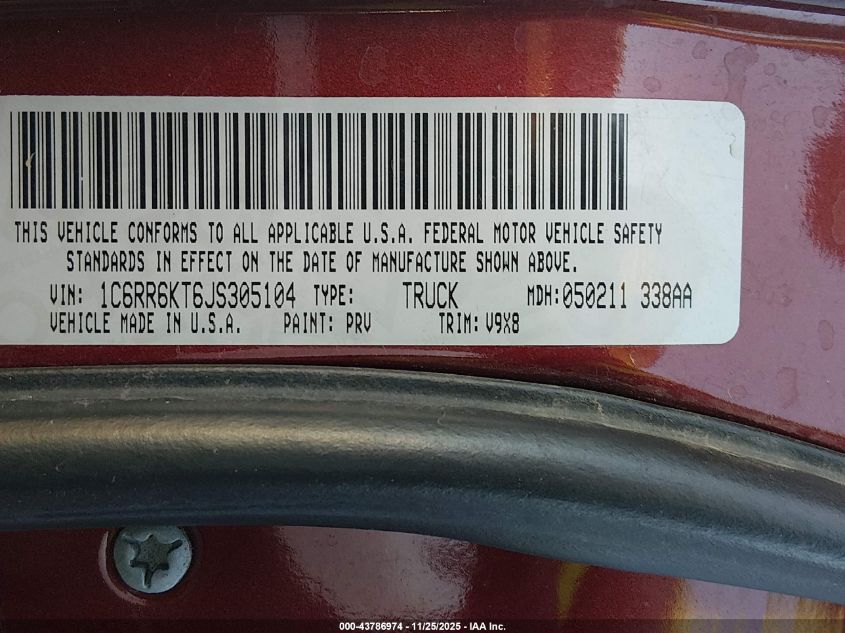 THIS VEHICLE CONFORMS TO ALL APPLICABLE U.S.A. FEDERAL MOTOR VEHICLE SAFETY
STANDARDS IN EFFECT ON THE DATE OF MANUFACTURE SHOWN ABOVE.
VIN: 1C6RR6KT6JS305104 TYPE: TRUCK MDH:050211 338AA
VEHICLE MADE IN U.S.A. PAINT: PRV TRIM: V9X8
000-43786974 - 11/25/2025 - IAA Inc.